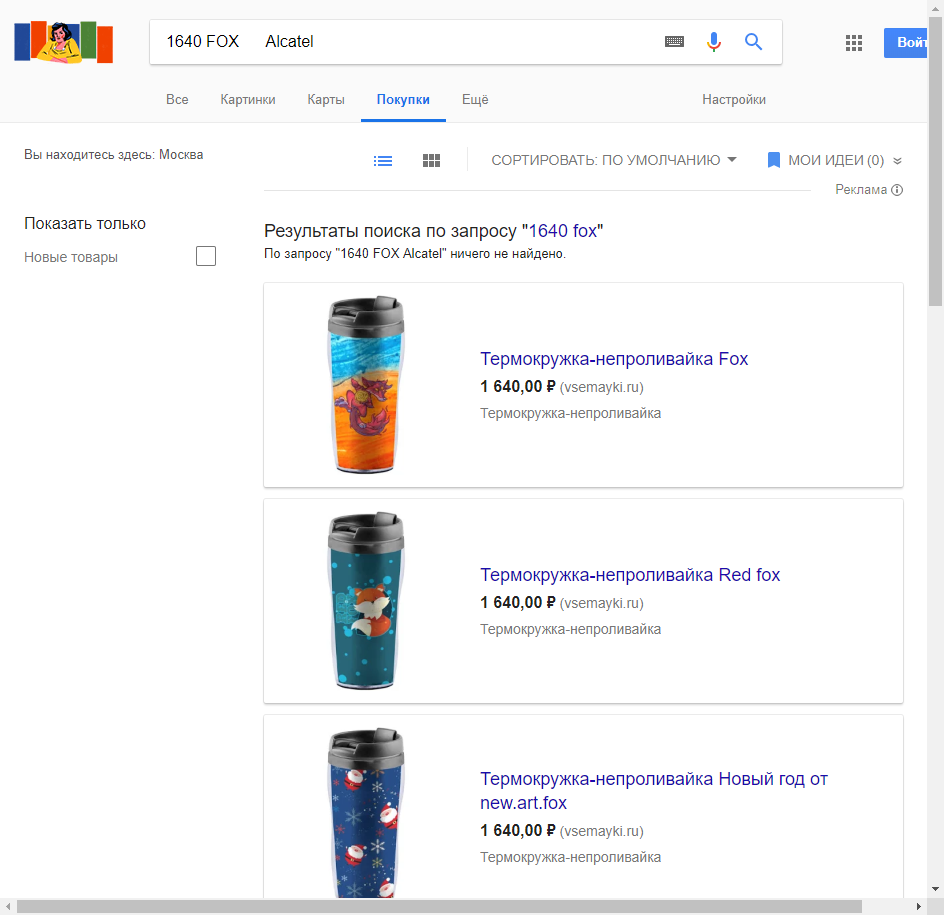 1640 FOX Alcatel
Войт
Все Картинки Карты Покупки Ещё Настройки
Вы находитесь здесь: Москва
СОРТИРОВАТЬ: ПО УМОЛЧАНИЮ
МОИ ИДЕИ (0)
Реклама
Показать только
Новые товары
Результаты поиска по запросу "1640 fox"
По запросу "1640 FOX Alcatel" ничего не найдено.
Термокружка-непроливайка Fox
1 640,00 ₽ (vsemayki.ru)
Термокружка-непроливайка
Термокружка-непроливайка Red fox
1 640,00 ₽ (vsemayki.ru)
Термокружка-непроливайка
Термокружка-непроливайка Новый год от
new.art.fox
1 640,00 ₽ (vsemayki.ru)
Термокружка-непроливайка